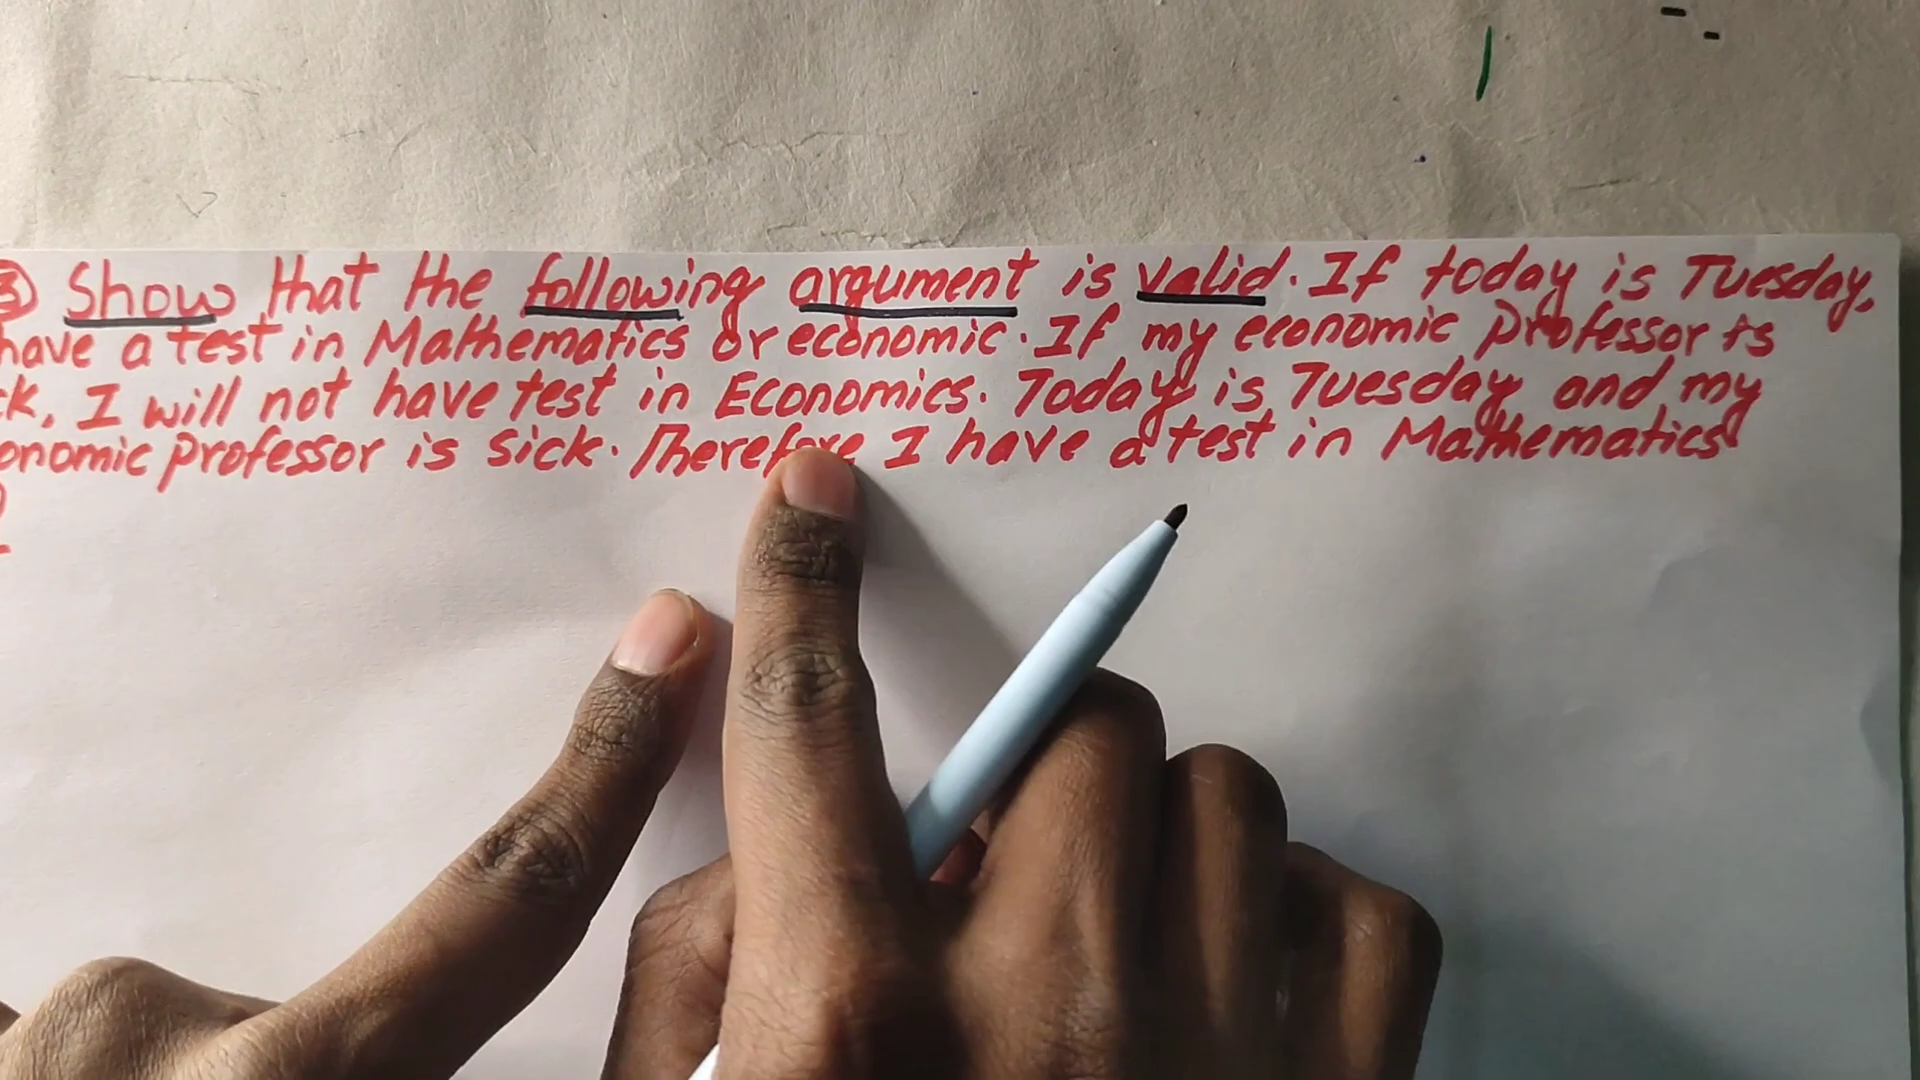 ③ Show that the following argument is valid. If today is Tuesday,
have a test in Mathematics or economic. If my economic Professor is
ck, I will not have test in Economics. Today is Tuesday and my
onomic professor is sick. Therefore I have a test in Mathematics